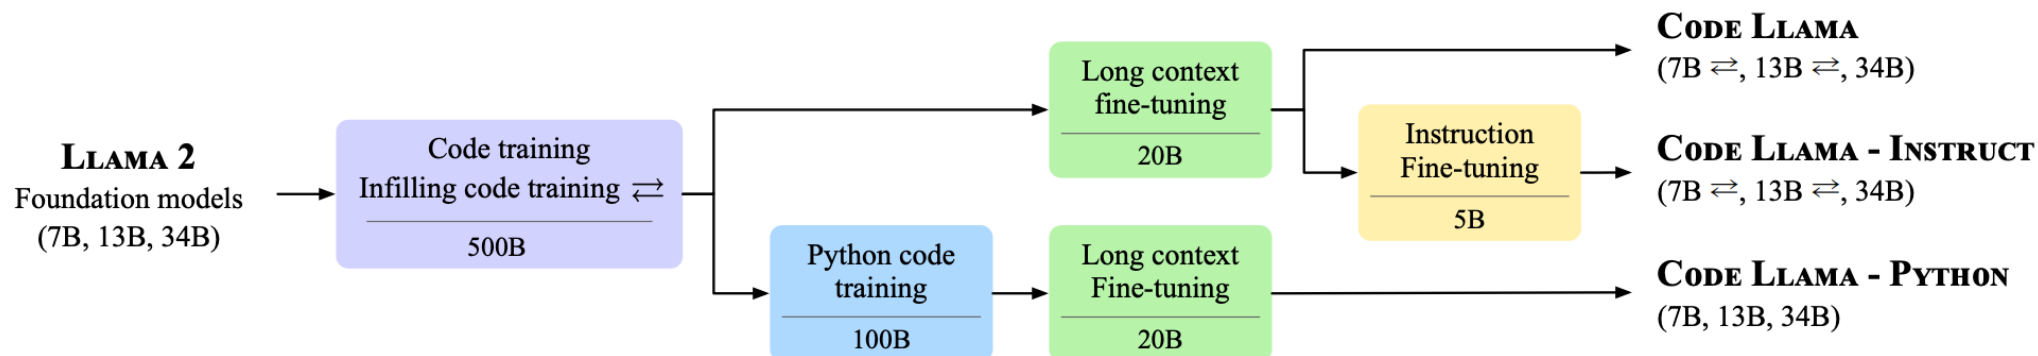 LLAMA 2
Foundation models
(7B, 13B, 34B)
Code training
Infilling code training ⇄
500B
Python code
training
100B
Long context
fine-tuning
20B
Long context
Fine-tuning
20B
Instruction
Fine-tuning
5B
CODE LLAMA
(7B ⇄, 13B ⇄, 34B)
CODE LLAMA - INSTRUCT
(7B ⇄, 13B ⇄, 34B)
CODE LLAMA - PYTHON
(7B, 13B, 34B)